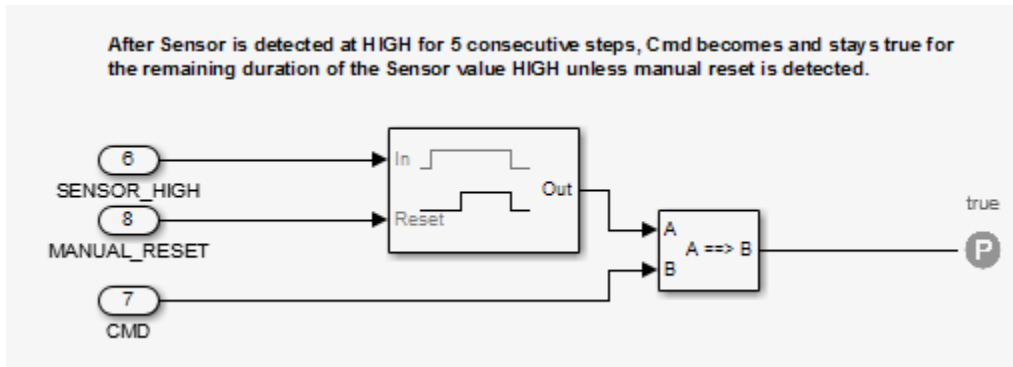 After Sensor is detected at HIGH for 5 consecutive steps, Cmd becomes and stays true for
the remaining duration of the Sensor value HIGH unless manual reset is detected.
6
SENSOR_HIGH
8
MANUAL_RESET
7
CMD
In
Reset
Out
A
A ==> B
B
true
P